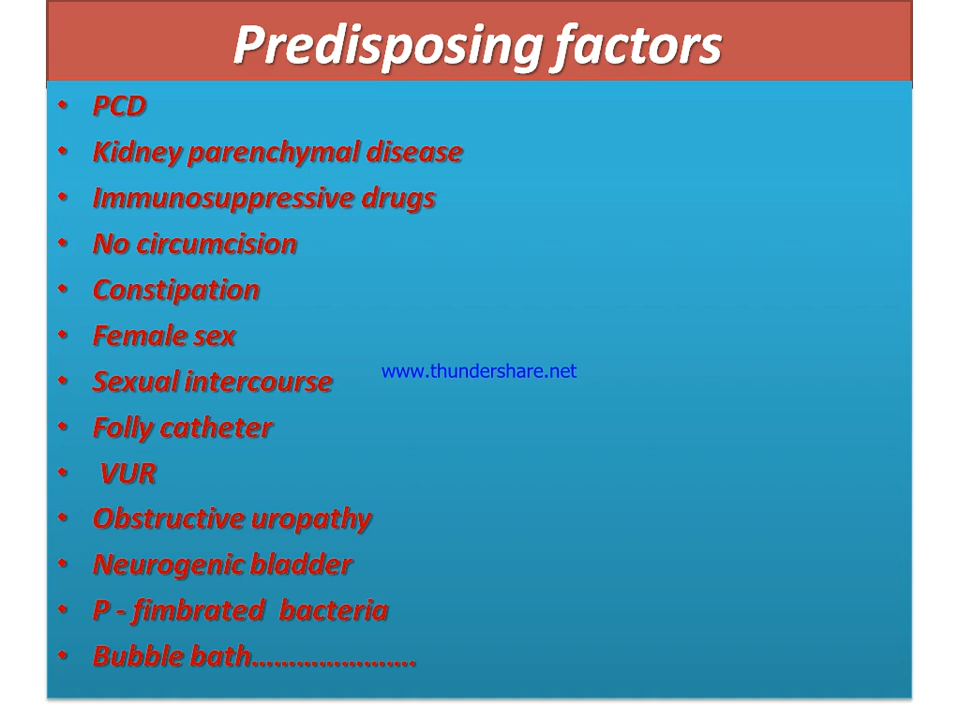 Predisposing factors
• PCD
• Kidney parenchymal disease
• Immunosuppressive drugs
• No circumcision
• Constipation
• Female sex
• Sexual intercourse
www.thundershare.net
• Folly catheter
• VUR
• Obstructive uropathy
• Neurogenic bladder
• P - fimbrated bacteria
• Bubble bath......................